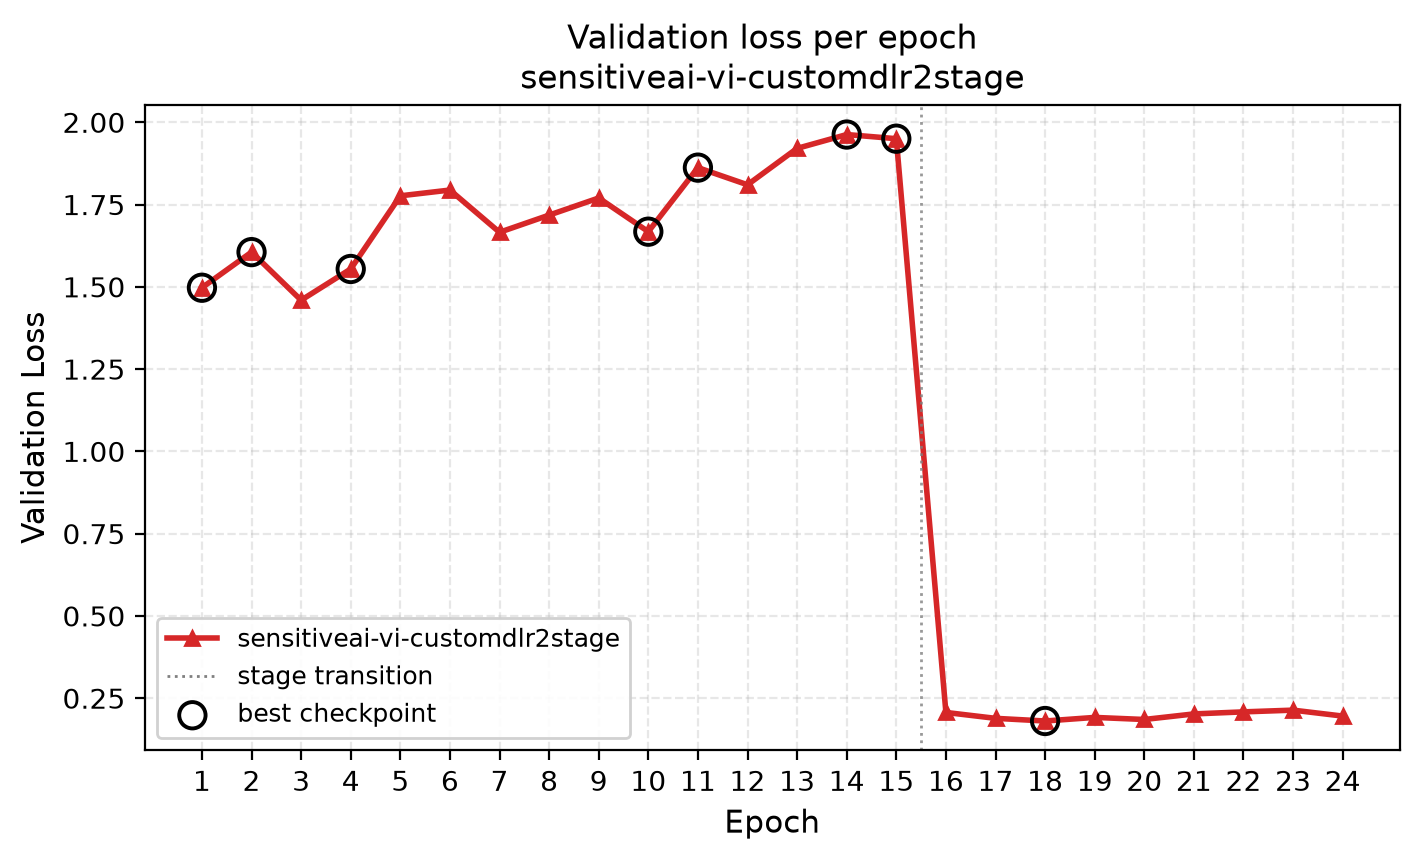 Validation loss per epoch
sensitiveai-vi-customdlr2stage
Validation Loss
2.00
1.75
1.50
1.25
1.00
0.75
0.50
0.25
sensitiveai-vi-customdlr2stage
stage transition
best checkpoint
1 2 3 4 5 6 7 8 9 10 11 12 13 14 15 16 17 18 19 20 21 22 23 24
Epoch